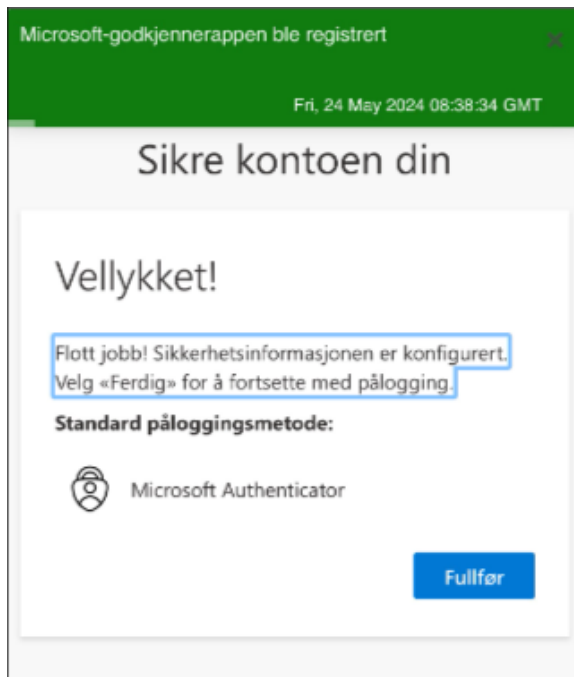 Microsoft-godkjennerappen ble registrert
Fri, 24 May 2024 08:38:34 GMT
Sikre kontoen din
Vellykket!
Flott jobb! Sikkerhetsinformasjonen er konfigurert.
Velg «Ferdig» for å fortsette med pålogging.
Standard påloggingsmetode:
Microsoft Authenticator
Fullfør